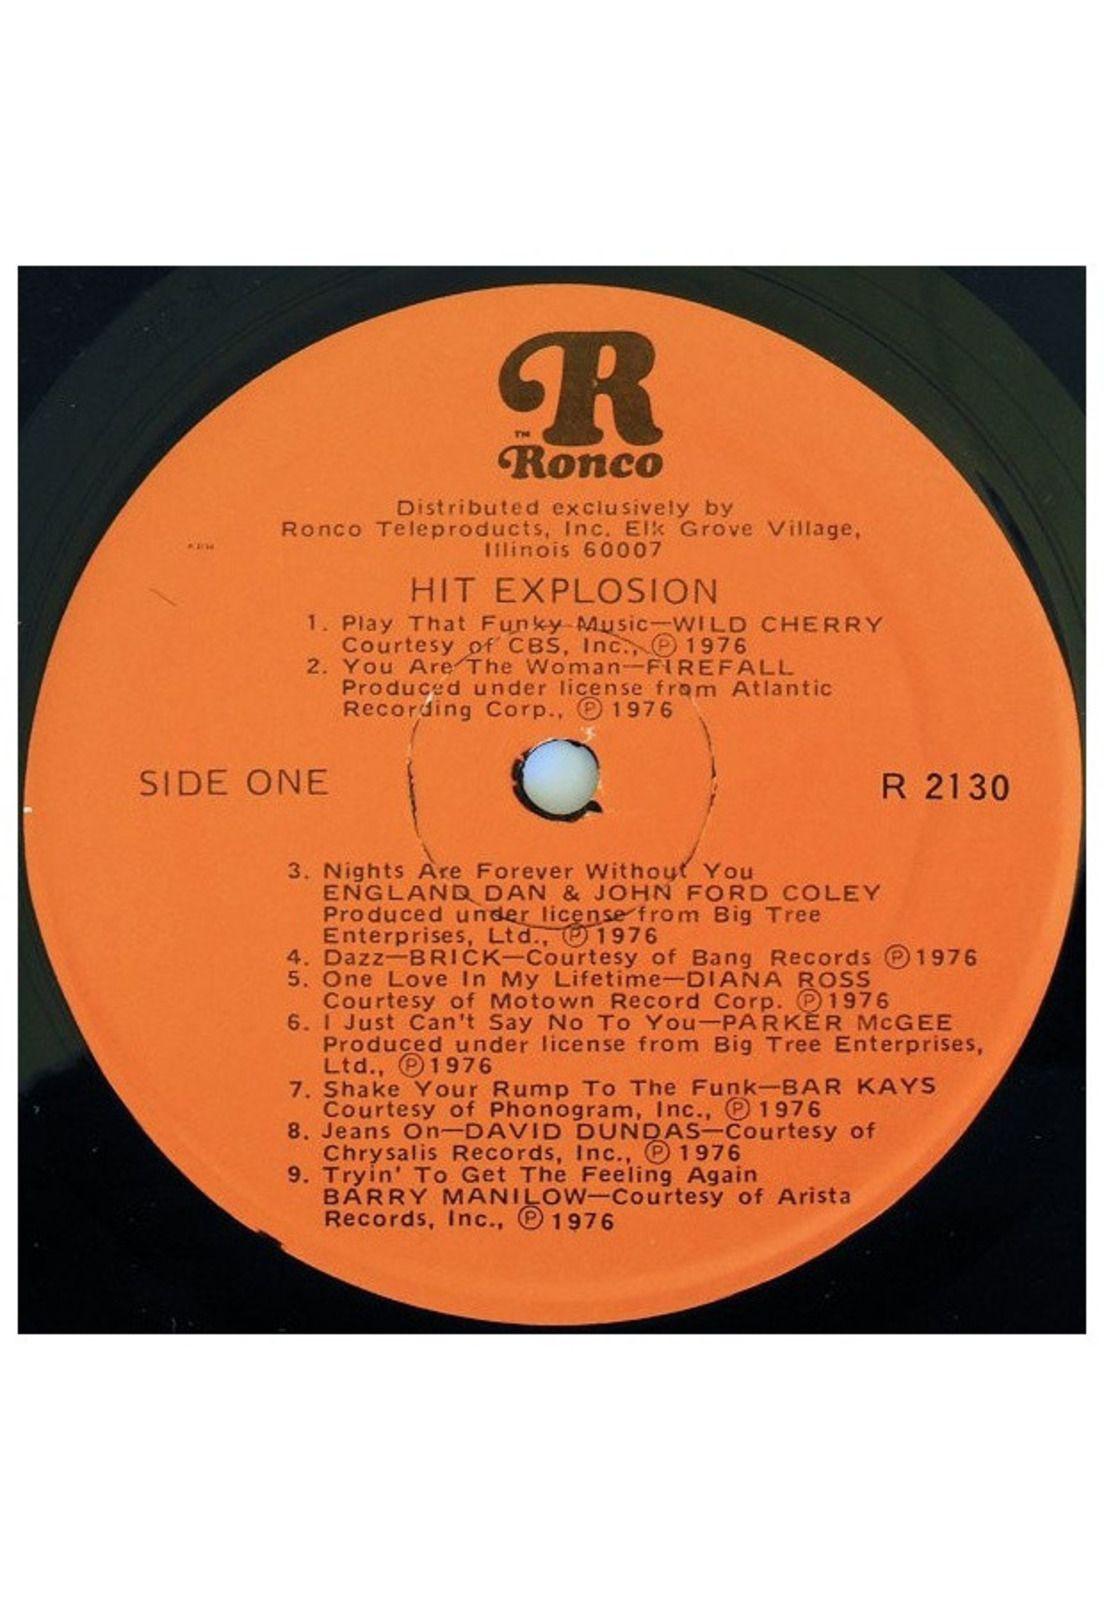 R
TM
Ronco
Distributed exclusively by
Ronco Teleproducts, Inc. Elk Grove Village,
Illinois 60007
HIT EXPLOSION
1. Play That Funky Music—WILD CHERRY
Courtesy of CBS, Inc., Ⓟ 1976
2. You Are The Woman—FIREFALL
Produced under license from Atlantic
Recording Corp., Ⓟ 1976
SIDE ONE
R 2130
3. Nights Are Forever Without You
ENGLAND DAN & JOHN FORD COLEY
Produced under license from Big Tree
Enterprises, Ltd., Ⓟ 1976
4. Dazz—BRICK—Courtesy of Bang Records Ⓟ 1976
5. One Love In My Lifetime—DIANA ROSS
Courtesy of Motown Record Corp. Ⓟ 1976
6. I Just Can't Say No To You—PARKER McGEE
Produced under license from Big Tree Enterprises,
Ltd., Ⓟ 1976
7. Shake Your Rump To The Funk—BAR KAYS
Courtesy of Phonogram, Inc., Ⓟ 1976
8. Jeans On—DAVID DUNDAS—Courtesy of
Chrysalis Records, Inc., Ⓟ 1976
9. Tryin' To Get The Feeling Again
BARRY MANILOW—Courtesy of Arista
Records, Inc., Ⓟ 1976